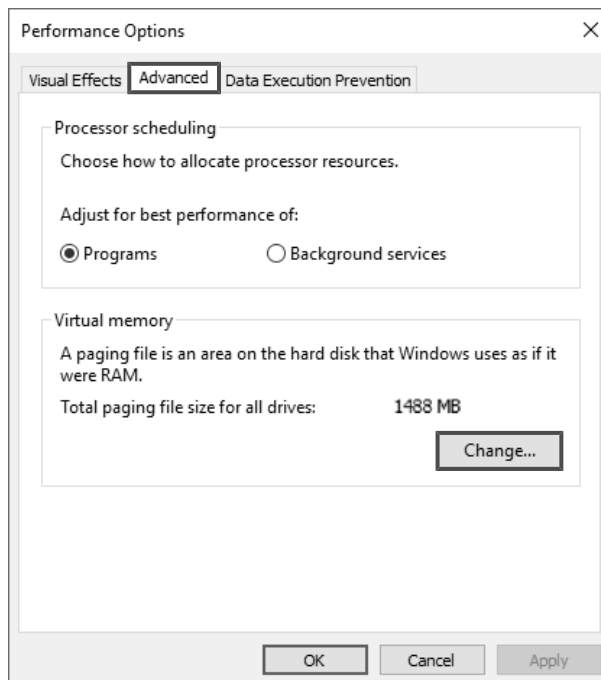 Performance Options
Visual Effects Advanced Data Execution Prevention
Processor scheduling
Choose how to allocate processor resources.
Adjust for best performance of:
Programs Background services
Virtual memory
A paging file is an area on the hard disk that Windows uses as if it
were RAM.
Total paging file size for all drives: 1488 MB
Change...
OK Cancel Apply